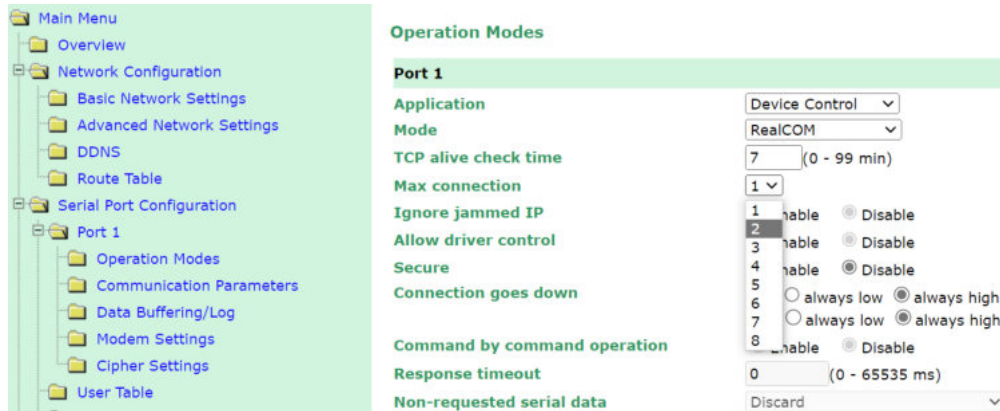 Main Menu
Overview
Network Configuration
Basic Network Settings
Advanced Network Settings
DDNS
Route Table
Serial Port Configuration
Port 1
Operation Modes
Communication Parameters
Data Buffering/Log
Modem Settings
Cipher Settings
User Table
Operation Modes
Port 1
Application Device Control
Mode RealCOM
TCP alive check time 7 (0 - 99 min)
Max connection 1
1
2
3
4
5
6
7
8
Ignore jammed IP Disable
Allow driver control Disable
Secure Disable
Connection goes down always low always high
always low always high
Command by command operation Enable Disable
Response timeout 0 (0 - 65535 ms)
Non-requested serial data Discard